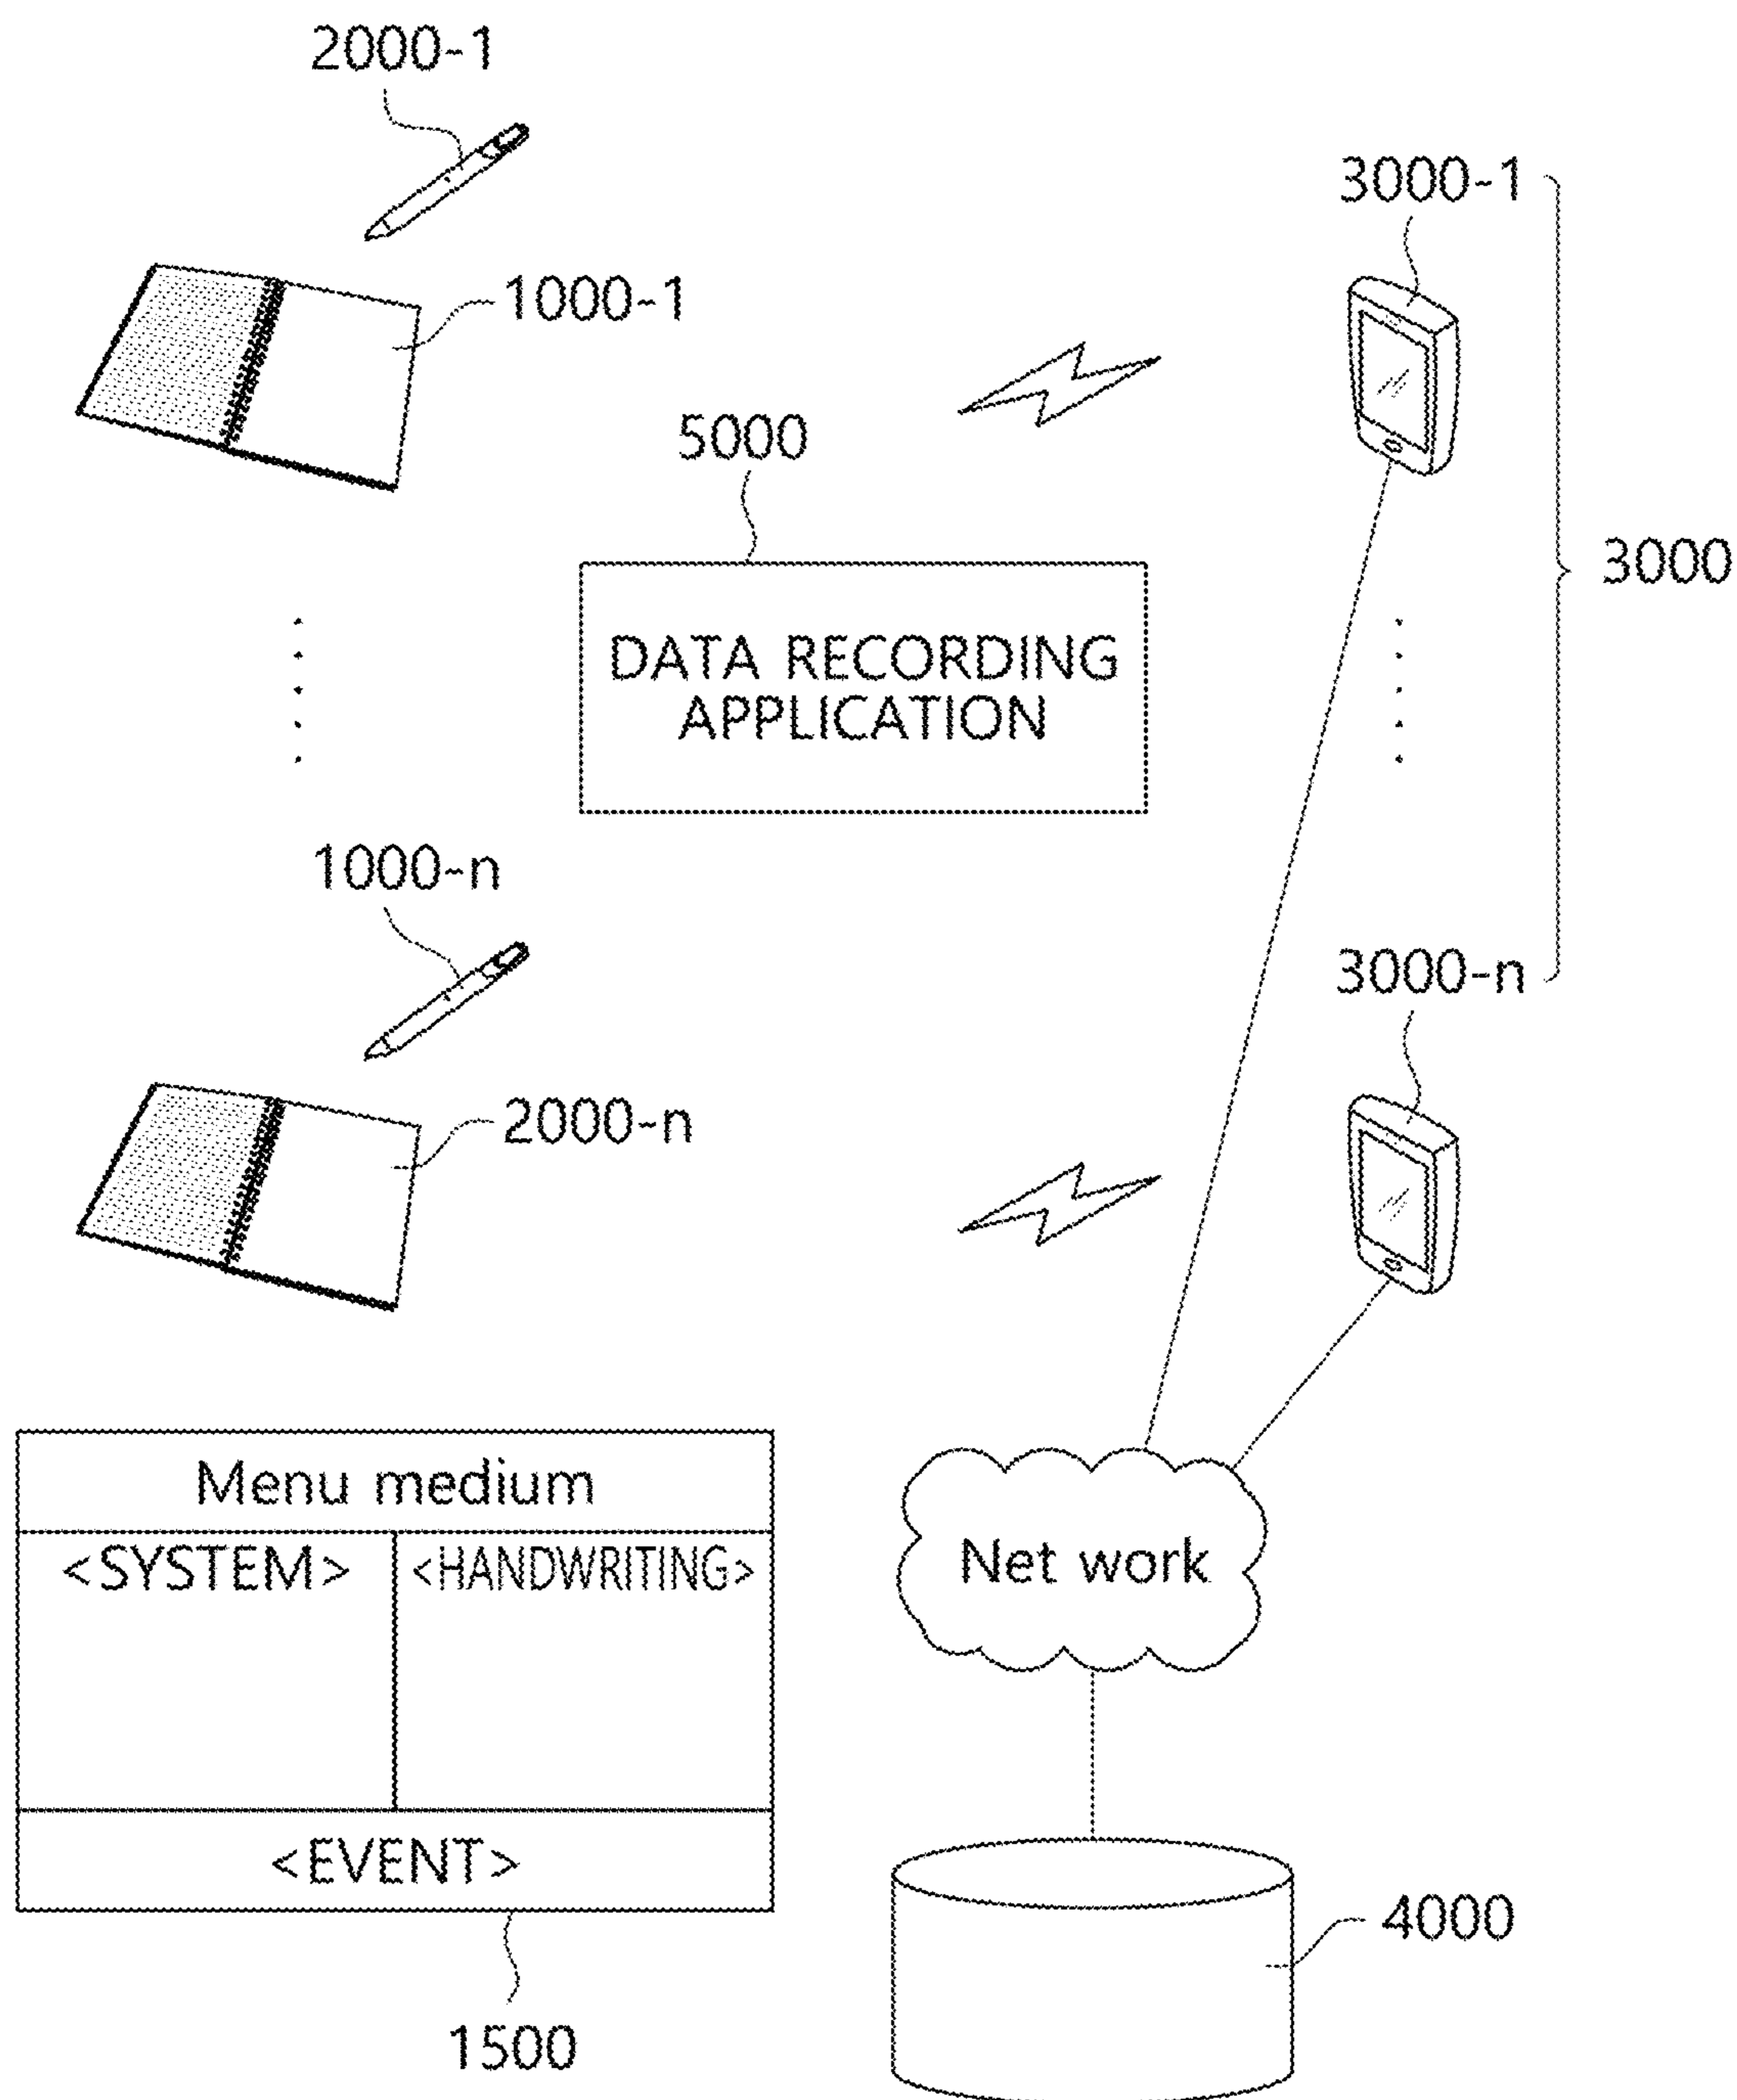 2000-1
3000-1
1000-1
5000
3000
DATA RECORDING
APPLICATION
1000-n
3000-n
2000-n
Menu medium
<SYSTEM>
<HANDWRITING>
Net work
<EVENT>
4000
1500